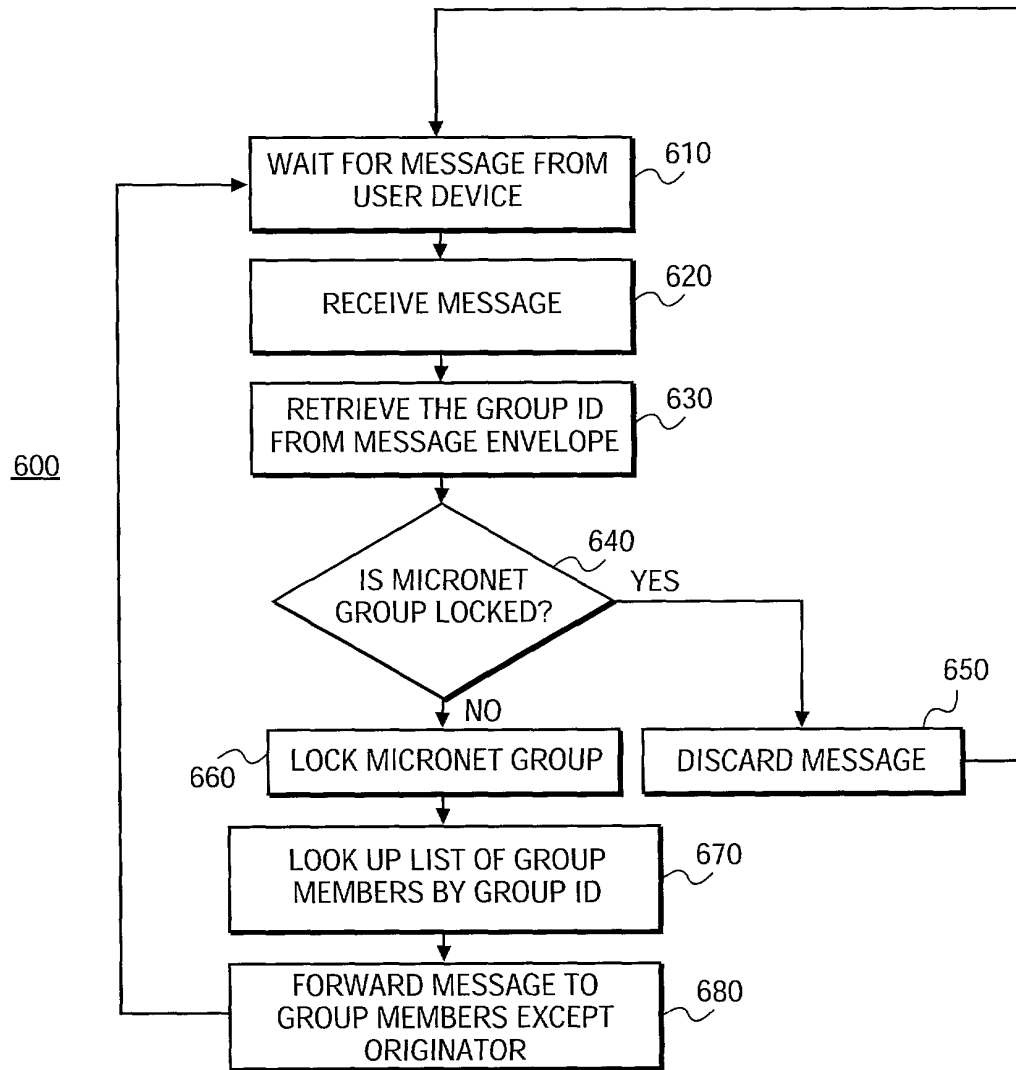 WAIT FOR MESSAGE FROM
USER DEVICE
610
RECEIVE MESSAGE
620
RETRIEVE THE GROUP ID
FROM MESSAGE ENVELOPE
630
600
IS MICRONET
GROUP LOCKED?
640
YES
NO
650
DISCARD MESSAGE
LOCK MICRONET GROUP
660
LOOK UP LIST OF GROUP
MEMBERS BY GROUP ID
670
FORWARD MESSAGE TO
GROUP MEMBERS EXCEPT
ORIGINATOR
680